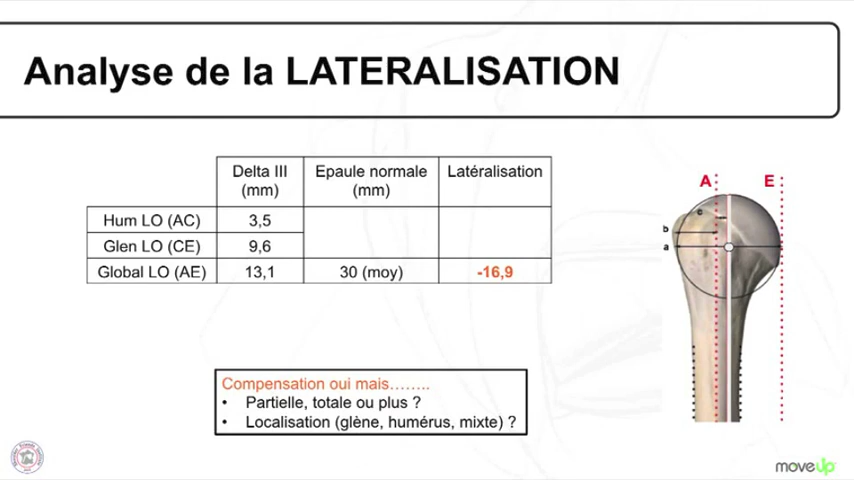 Analyse de la LATERALISATION
Delta III (mm) Epaule normale (mm) Latéralisation
Hum LO (AC) 3,5
Glen LO (CE) 9,6
Global LO (AE) 13,1 30 (moy) -16,9
A E
c
b
a
Compensation oui mais……..
• Partielle, totale ou plus ?
• Localisation (glène, humérus, mixte) ?
moveUp